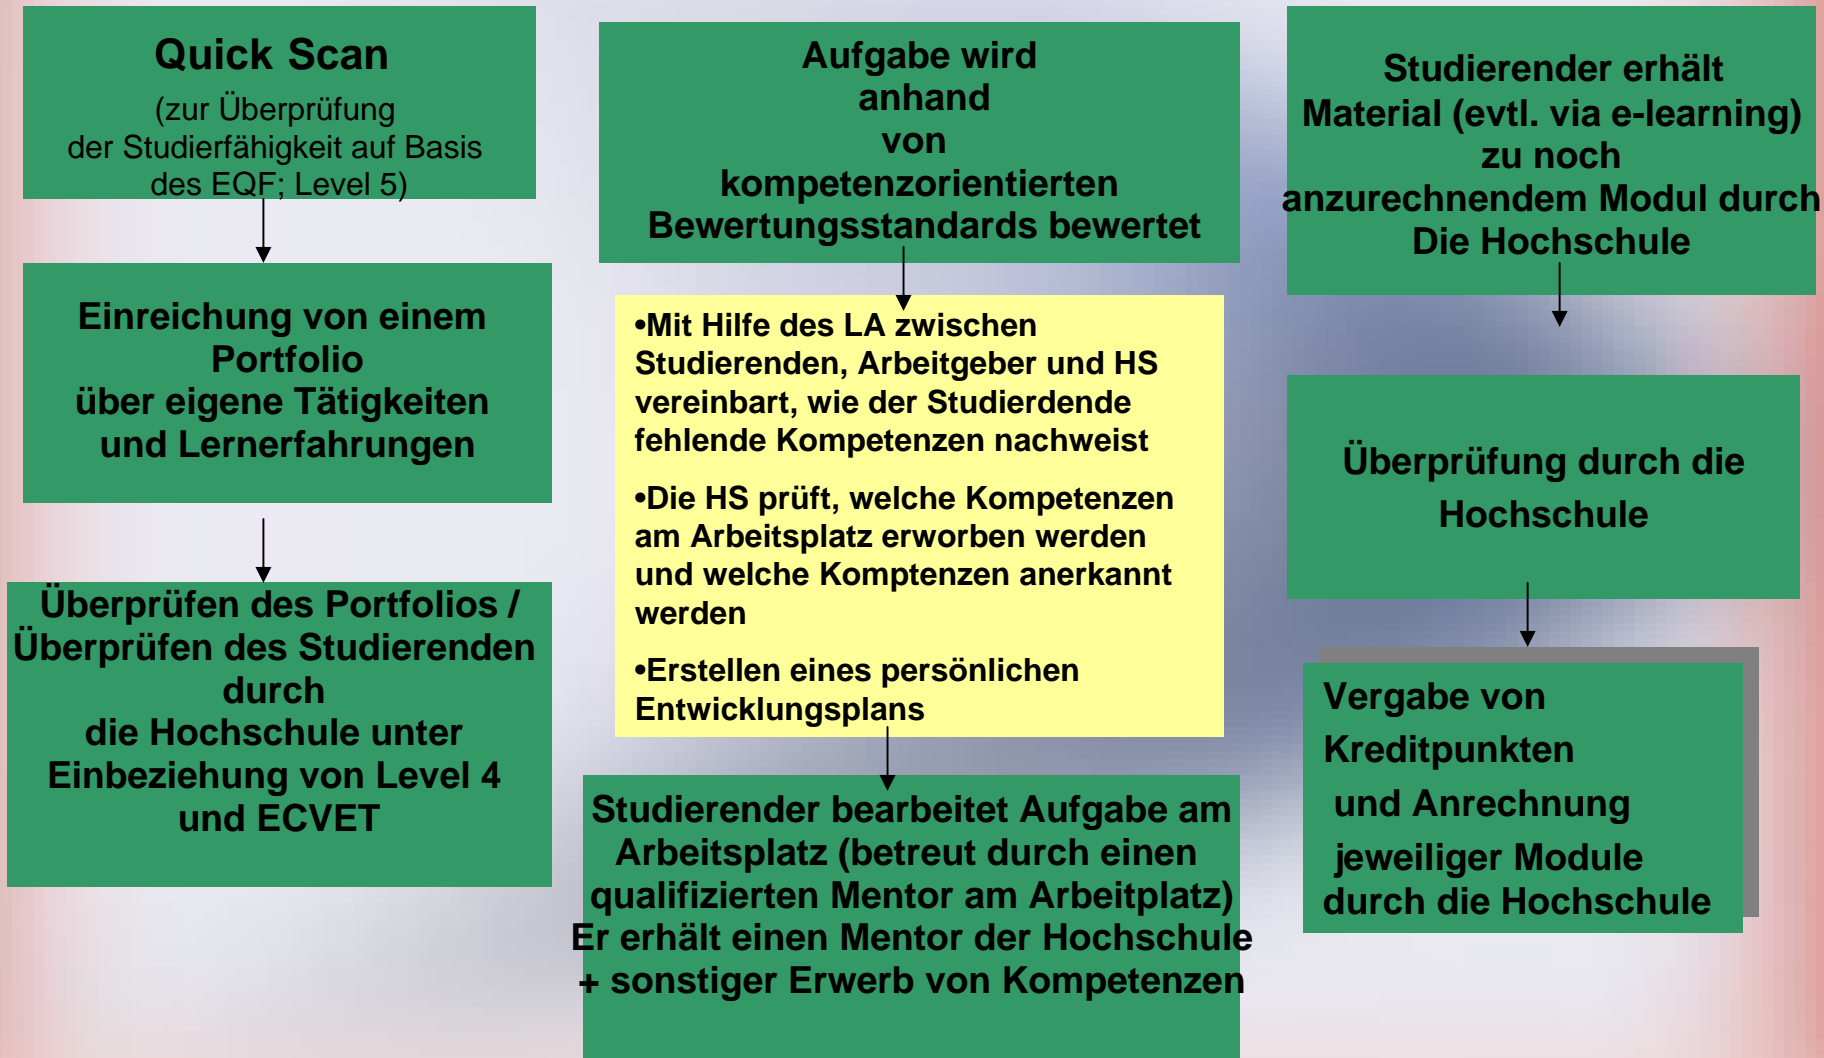 Quick Scan
(zur Überprüfung
der Studierfähigkeit auf Basis
des EQF; Level 5)
Einreichung von einem
Portfolio
über eigene Tätigkeiten
und Lernerfahrungen
Überprüfen des Portfolios /
Überprüfen des Studierenden
durch
die Hochschule unter
Einbeziehung von Level 4
und ECVET
Aufgabe wird
anhand
von
kompetenzorientierten
Bewertungsstandards bewertet
•Mit Hilfe des LA zwischen
Studierenden, Arbeitgeber und HS
vereinbart, wie der Studierdende
fehlende Kompetenzen nachweist
•Die HS prüft, welche Kompetenzen
am Arbeitsplatz erworben werden
und welche Komptenzen anerkannt
werden
•Erstellen eines persönlichen
Entwicklungsplans
Studierender bearbeitet Aufgabe am
Arbeitsplatz (betreut durch einen
qualifizierten Mentor am Arbeitplatz)
Er erhält einen Mentor der Hochschule
+ sonstiger Erwerb von Kompetenzen
Studierender erhält
Material (evtl. via e-learning)
zu noch
anzurechnendem Modul durch
Die Hochschule
Überprüfung durch die
Hochschule
Vergabe von
Kreditpunkten
und Anrechnung
jeweiliger Module
durch die Hochschule